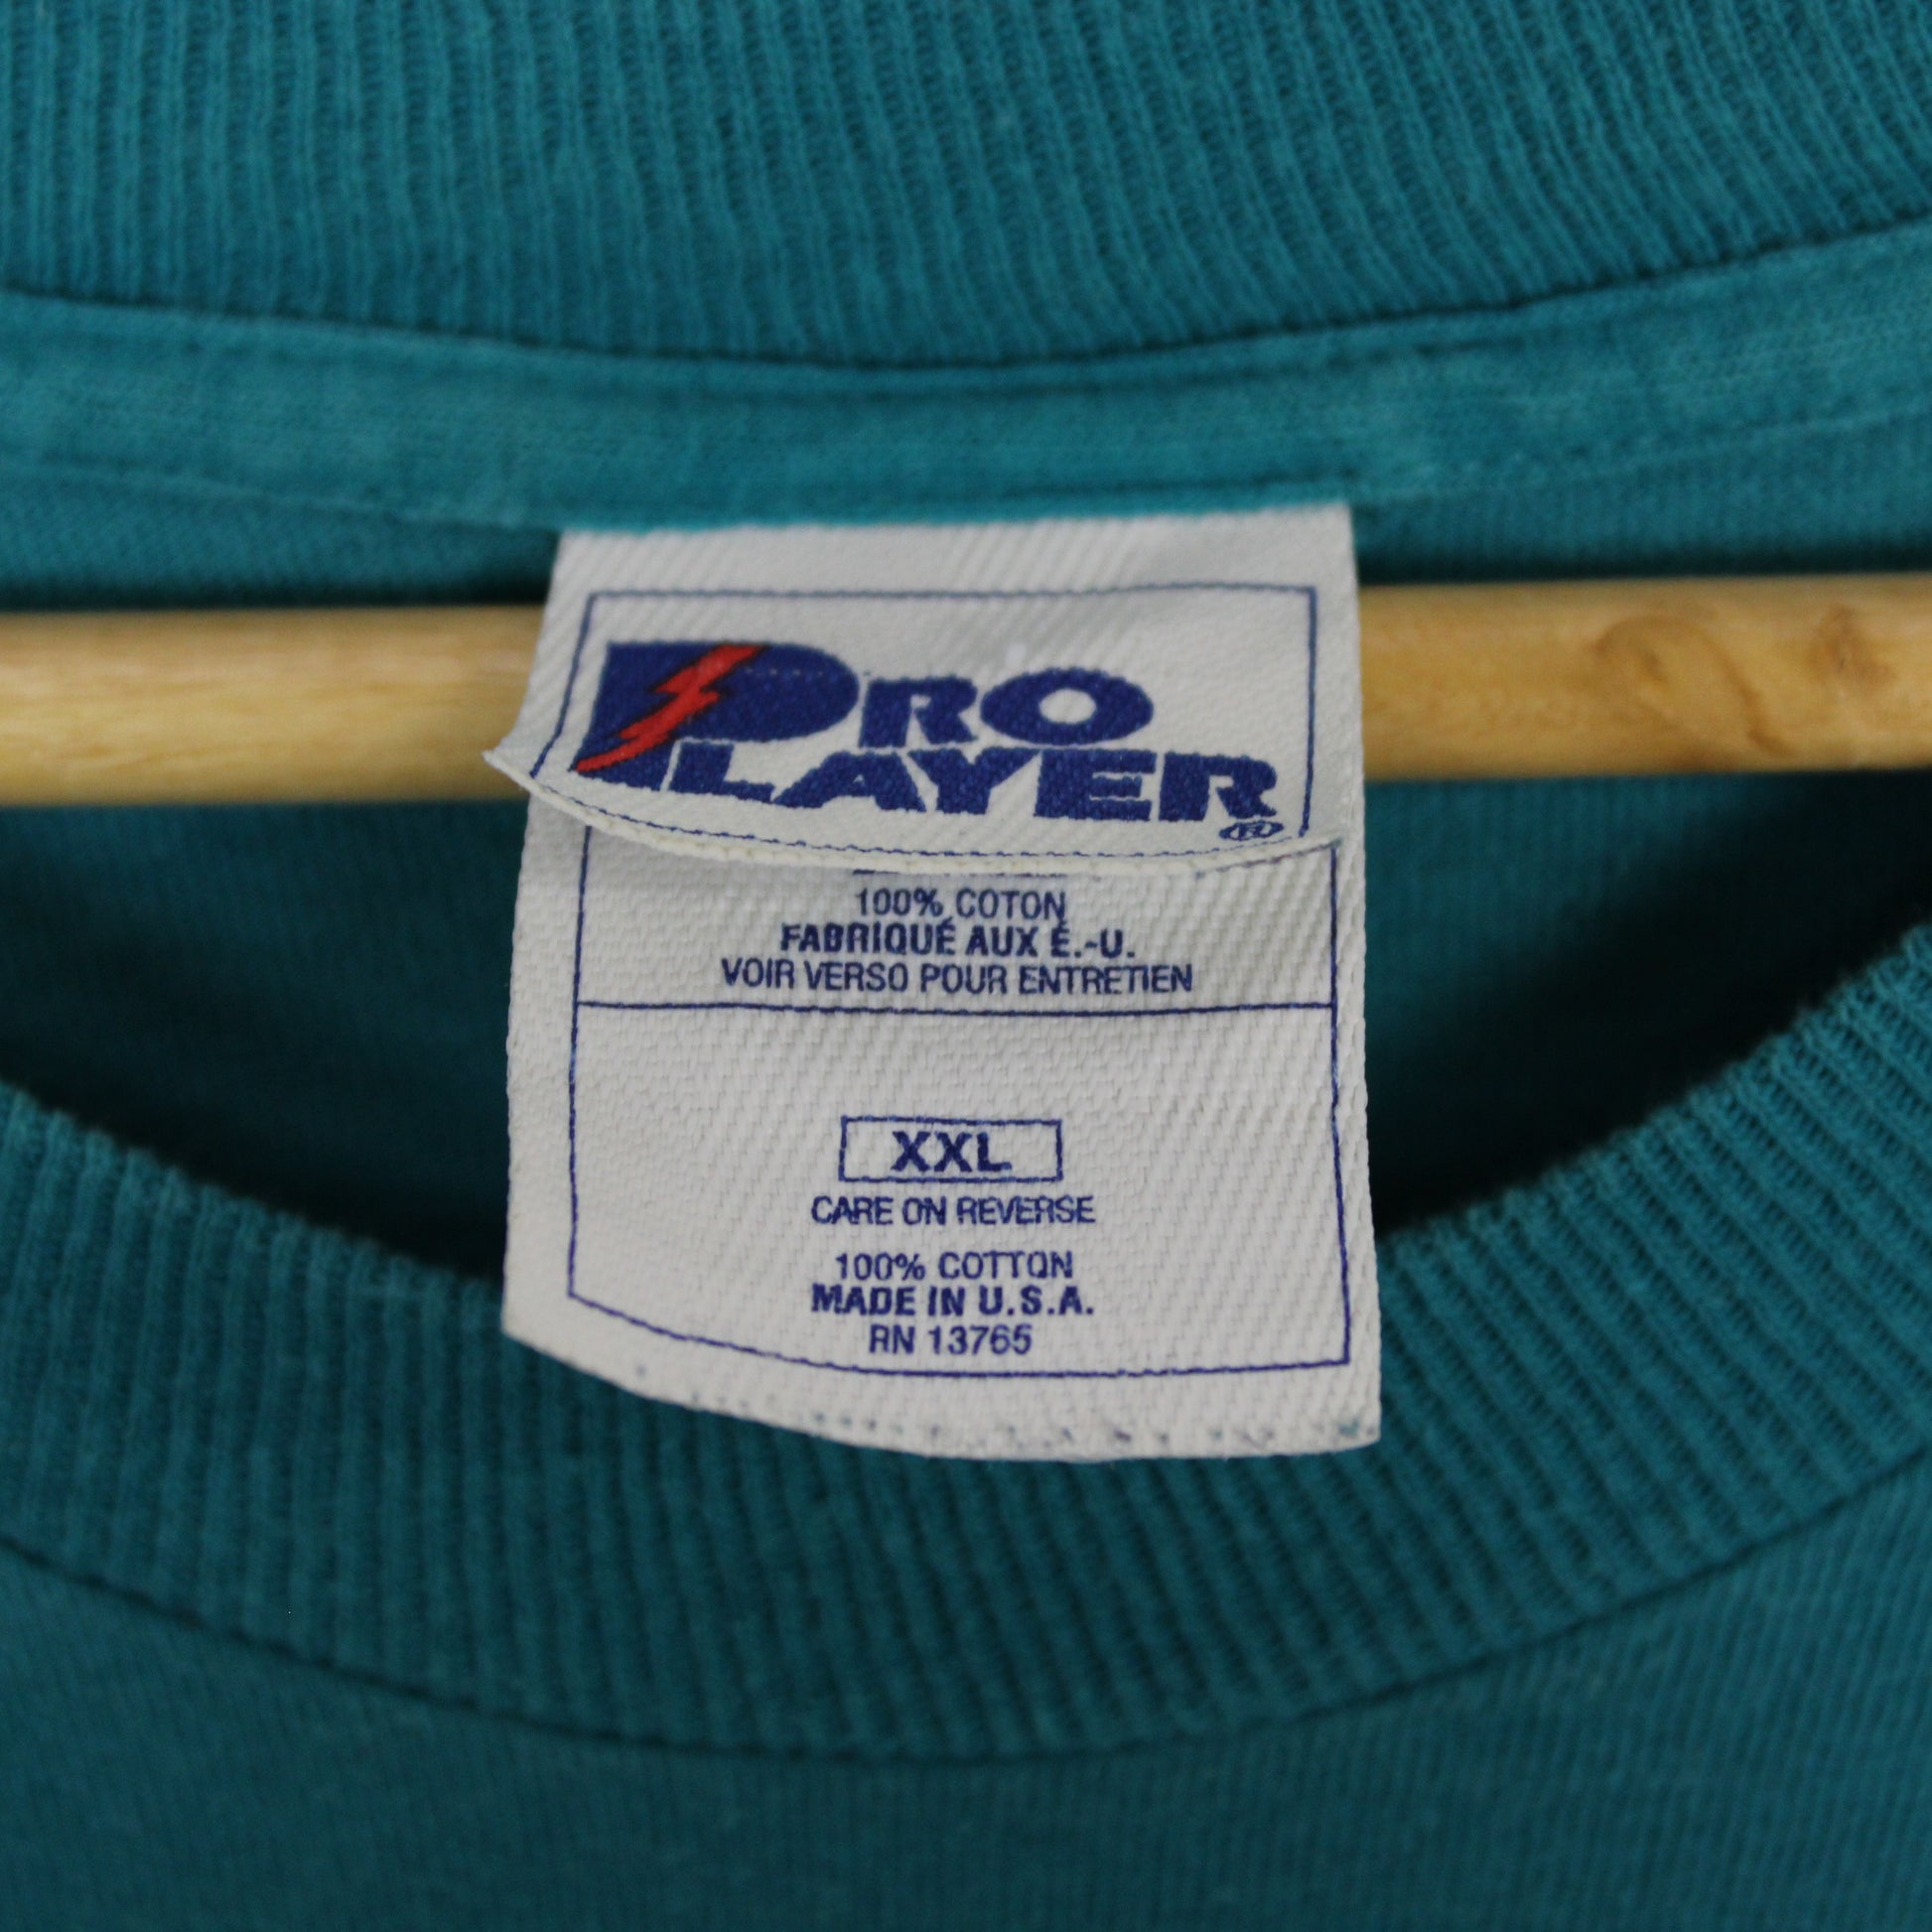 PRO
PLAYER®
100% COTON
FABRIQUÉ AUX É.-U.
VOIR VERSO POUR ENTRETIEN
XXL
CARE ON REVERSE
100% COTTON
MADE IN U.S.A.
RN 13765